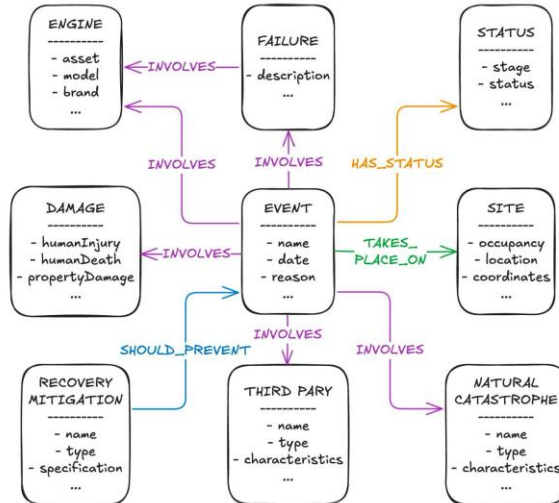 ENGINE
----------
- asset
- model
- brand
...
INVOLVES
FAILURE
----------
- description
...
STATUS
----------
- stage
- status
...
INVOLVES
INVOLVES
HAS_STATUS
DAMAGE
----------
- humanInjury
- humanDeath
- propertyDamage
...
INVOLVES
EVENT
----------
- name
- date
- reason
...
TAKES_
PLACE_ON
SITE
----------
- occupancy
- location
- coordinates
...
SHOULD_PREVENT
INVOLVES
INVOLVES
RECOVERY
MITIGATION
----------
- name
- type
- specification
...
THIRD PARY
----------
- name
- type
- characteristics
...
NATURAL
CATASTROPHE
----------
- name
- type
- characteristics
...